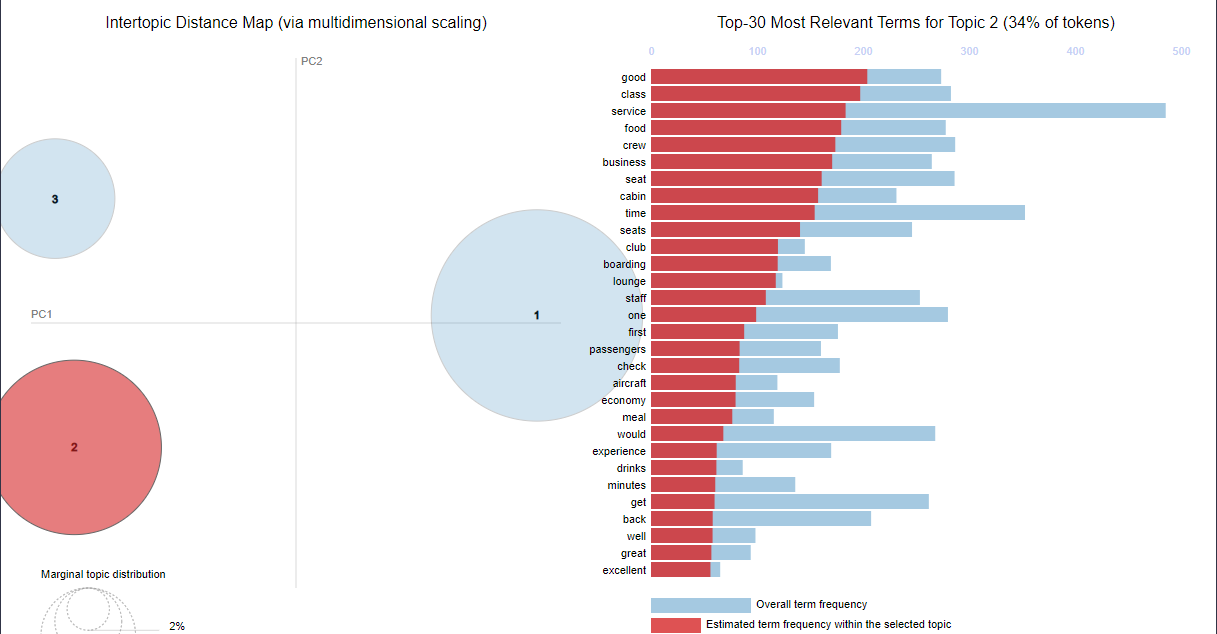 Intertopic Distance Map (via multidimensional scaling)
PC2
3
PC1
1
2
Marginal topic distribution
2%
Top-30 Most Relevant Terms for Topic 2 (34% of tokens)
0 100 200 300 400 500
good
class
service
food
crew
business
seat
cabin
time
seats
club
boarding
lounge
staff
one
first
passengers
check
aircraft
economy
meal
would
experience
drinks
minutes
get
back
well
great
excellent
Overall term frequency
Estimated term frequency within the selected topic